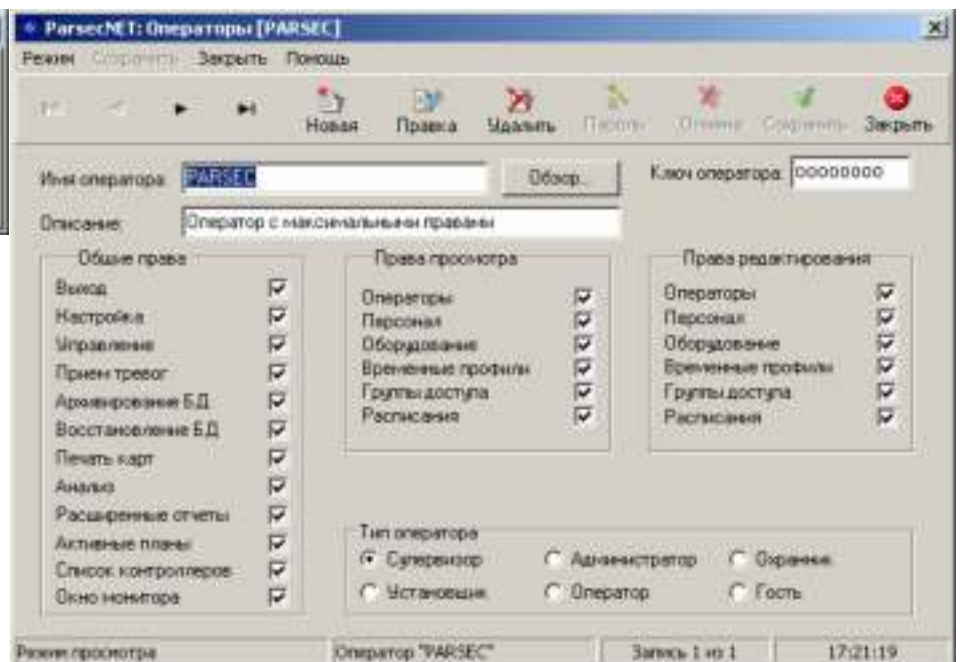 ParsecNET: Операторы [PARSEC]
Режим Сохранить Закрыть Помощь
Новая Правка Удалить Пароль Отмена Сохранить Закрыть
Имя оператора: PARSEC Обзор... Ключ оператора: 00000000
Описание: Оператор с максимальными правами
Общие права
Выход
Настройка
Управление
Прием тревог
Архивирование БД
Восстановление БД
Печать карт
Анализ
Расширенные отчеты
Активные планы
Список контроллеров
Окно монитора
Права просмотра
Операторы
Персонал
Оборудование
Временные профили
Группы доступа
Расписания
Права редактирования
Операторы
Персонал
Оборудование
Временные профили
Группы доступа
Расписания
Тип оператора
Супервизор Администратор Охранник
Установщик Оператор Гость
Режим просмотра Оператор "PARSEC" Запись 1 из 1 17:21:19